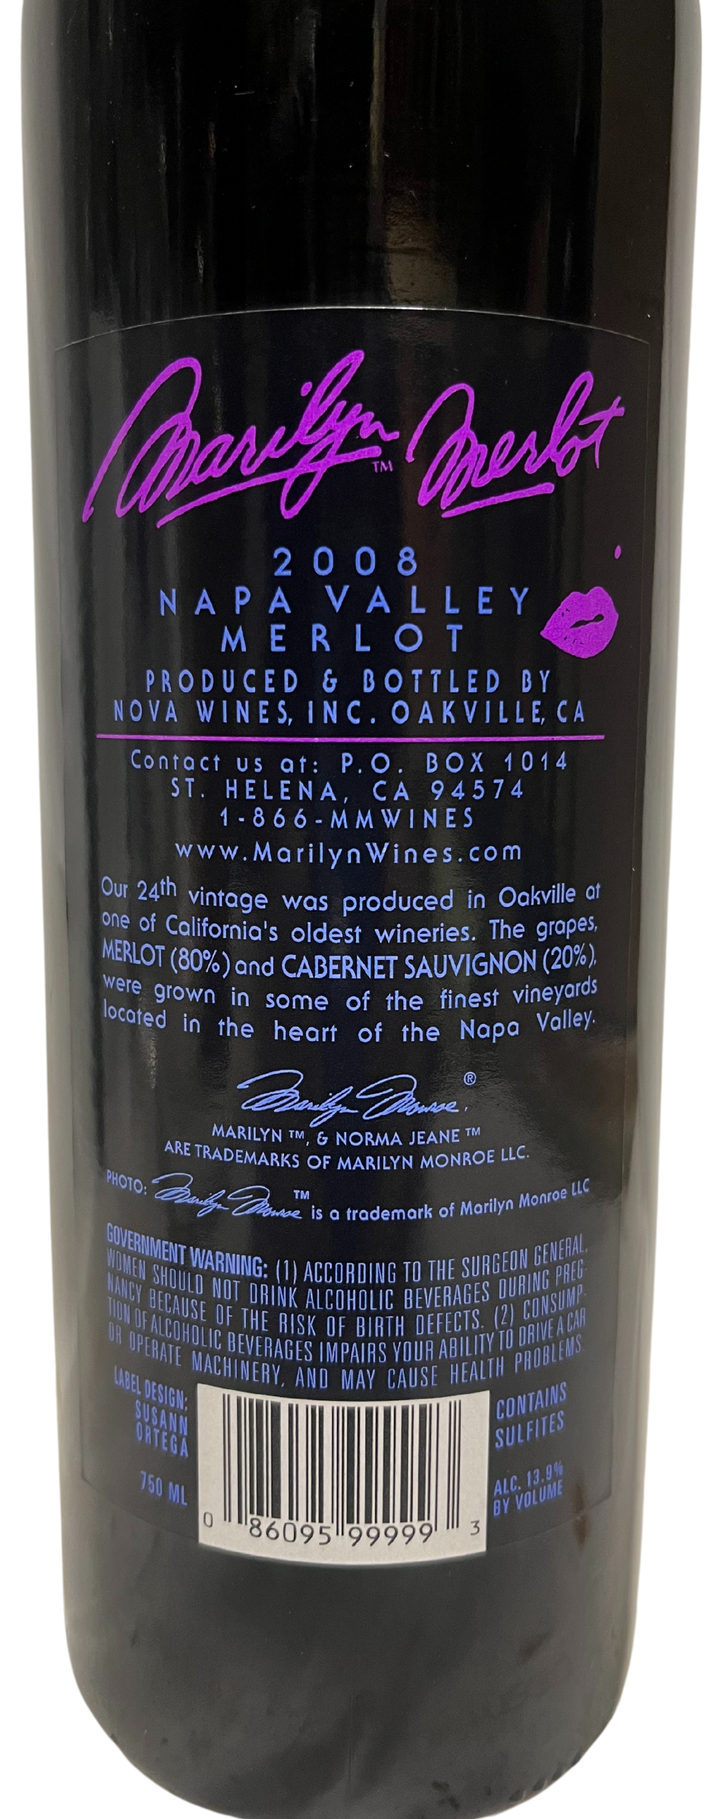 Marilyn Merlot
TM
2008
NAPA VALLEY
MERLOT
PRODUCED & BOTTLED BY
NOVA WINES, INC. OAKVILLE, CA
Contact us at: P.O. BOX 1014
ST. HELENA, CA 94574
1-866-MMWINES
www.MarilynWines.com
Our 24th vintage was produced in Oakville at
one of California's oldest wineries. The grapes,
MERLOT (80%) and CABERNET SAUVIGNON (20%),
were grown in some of the finest vineyards
located in the heart of the Napa Valley.
Marilyn Monroe®,
MARILYN ™, & NORMA JEANE ™
ARE TRADEMARKS OF MARILYN MONROE LLC.
PHOTO: Marilyn Monroe ™ is a trademark of Marilyn Monroe LLC
GOVERNMENT WARNING: (1) ACCORDING TO THE SURGEON GENERAL,
WOMEN SHOULD NOT DRINK ALCOHOLIC BEVERAGES DURING PREG-
NANCY BECAUSE OF THE RISK OF BIRTH DEFECTS. (2) CONSUMP-
TION OF ALCOHOLIC BEVERAGES IMPAIRS YOUR ABILITY TO DRIVE A CAR
OR OPERATE MACHINERY, AND MAY CAUSE HEALTH PROBLEMS.
LABEL DESIGN:
SUSANN
ORTEGA
750 ML
CONTAINS
SULFITES
ALC. 13.9%
BY VOLUME
0 86095 99999 3